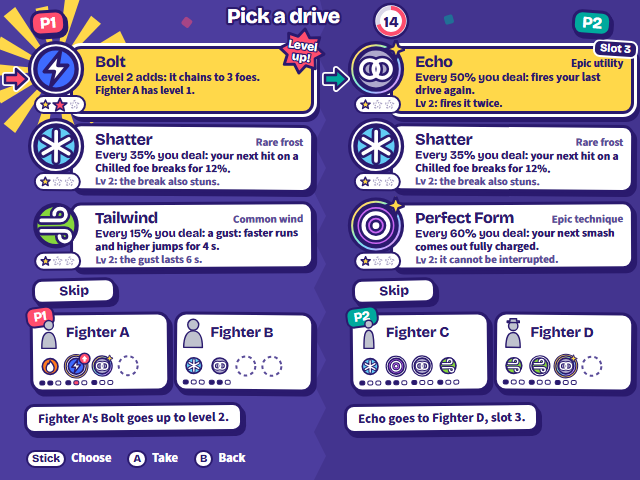 Pick a drive
P1
14
P2
Bolt
Level up!
Level 2 adds: it chains to 3 foes.
Fighter A has level 1.
Shatter
Rare frost
Every 35% you deal: your next hit on a
Chilled foe breaks for 12%.
Lv 2: the break also stuns.
Tailwind
Common wind
Every 15% you deal: a gust: faster runs
and higher jumps for 4 s.
Lv 2: the gust lasts 6 s.
Skip
P1
Fighter A
Fighter B
Fighter A's Bolt goes up to level 2.
Slot 3
Echo
Epic utility
Every 50% you deal: fires your last
drive again.
Lv 2: fires it twice.
Shatter
Rare frost
Every 35% you deal: your next hit on a
Chilled foe breaks for 12%.
Lv 2: the break also stuns.
Perfect Form
Epic technique
Every 60% you deal: your next smash
comes out fully charged.
Lv 2: it cannot be interrupted.
Skip
P2
Fighter C
Fighter D
Echo goes to Fighter D, slot 3.
Stick Choose A Take B Back